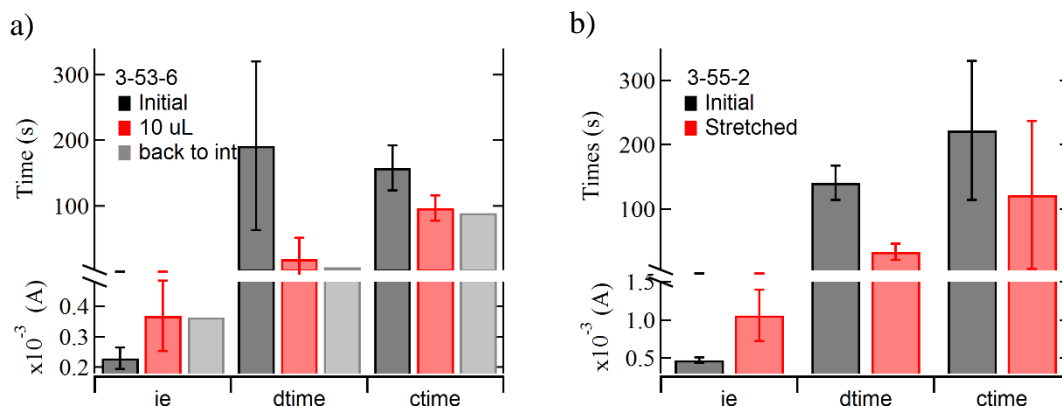 a)
3-53-6
Initial
10 uL
back to int
Time (s)
300
200
100
x10⁻³ (A)
0.4
0.3
0.2
ie
dtime
ctime
b)
3-55-2
Initial
Stretched
Times (s)
300
200
100
x10⁻³ (A)
1.5
1.0
0.5
ie
dtime
ctime